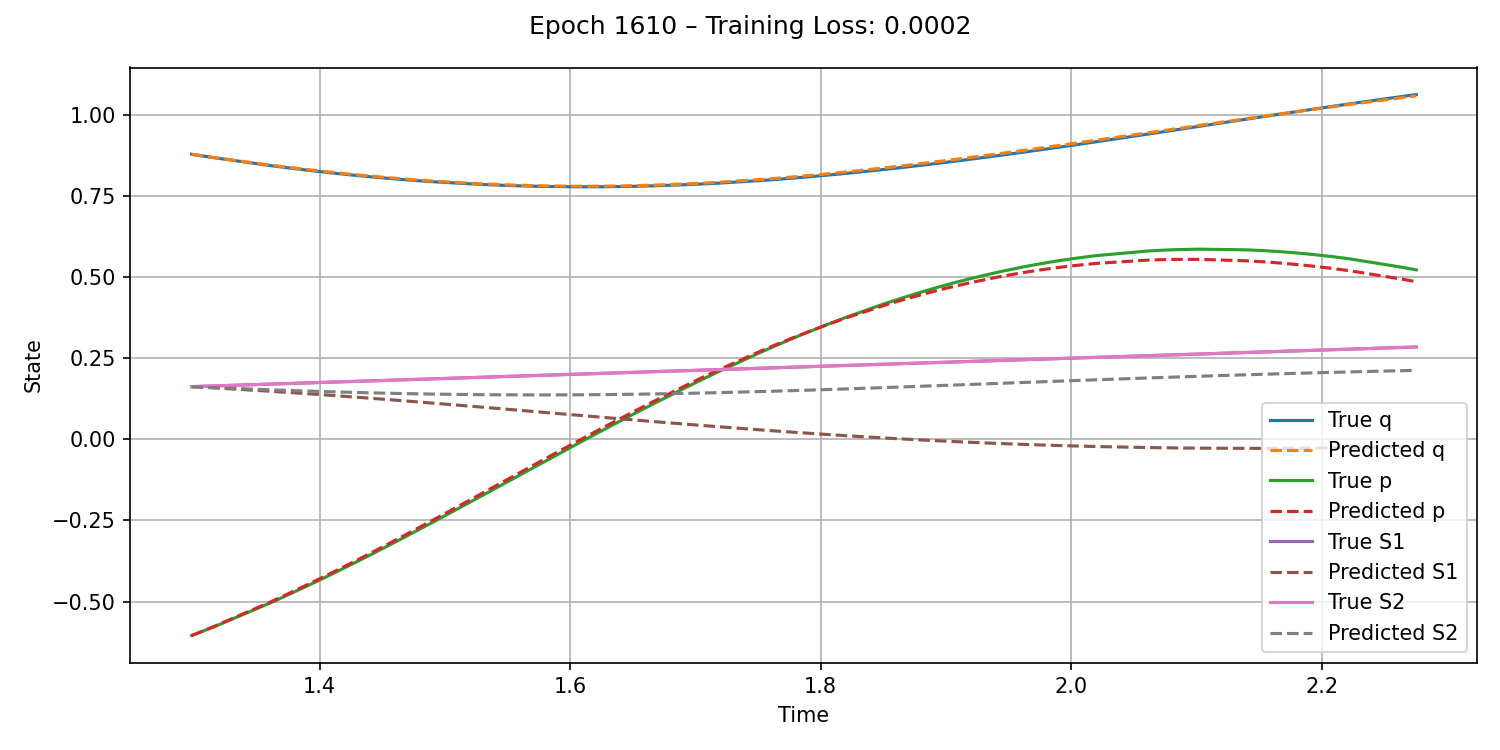 Epoch 1610 – Training Loss: 0.0002
1.00
0.75
0.50
0.25
0.00
−0.25
−0.50
State
1.4
1.6
1.8
2.0
2.2
Time
True q
Predicted q
True p
Predicted p
True S1
Predicted S1
True S2
Predicted S2